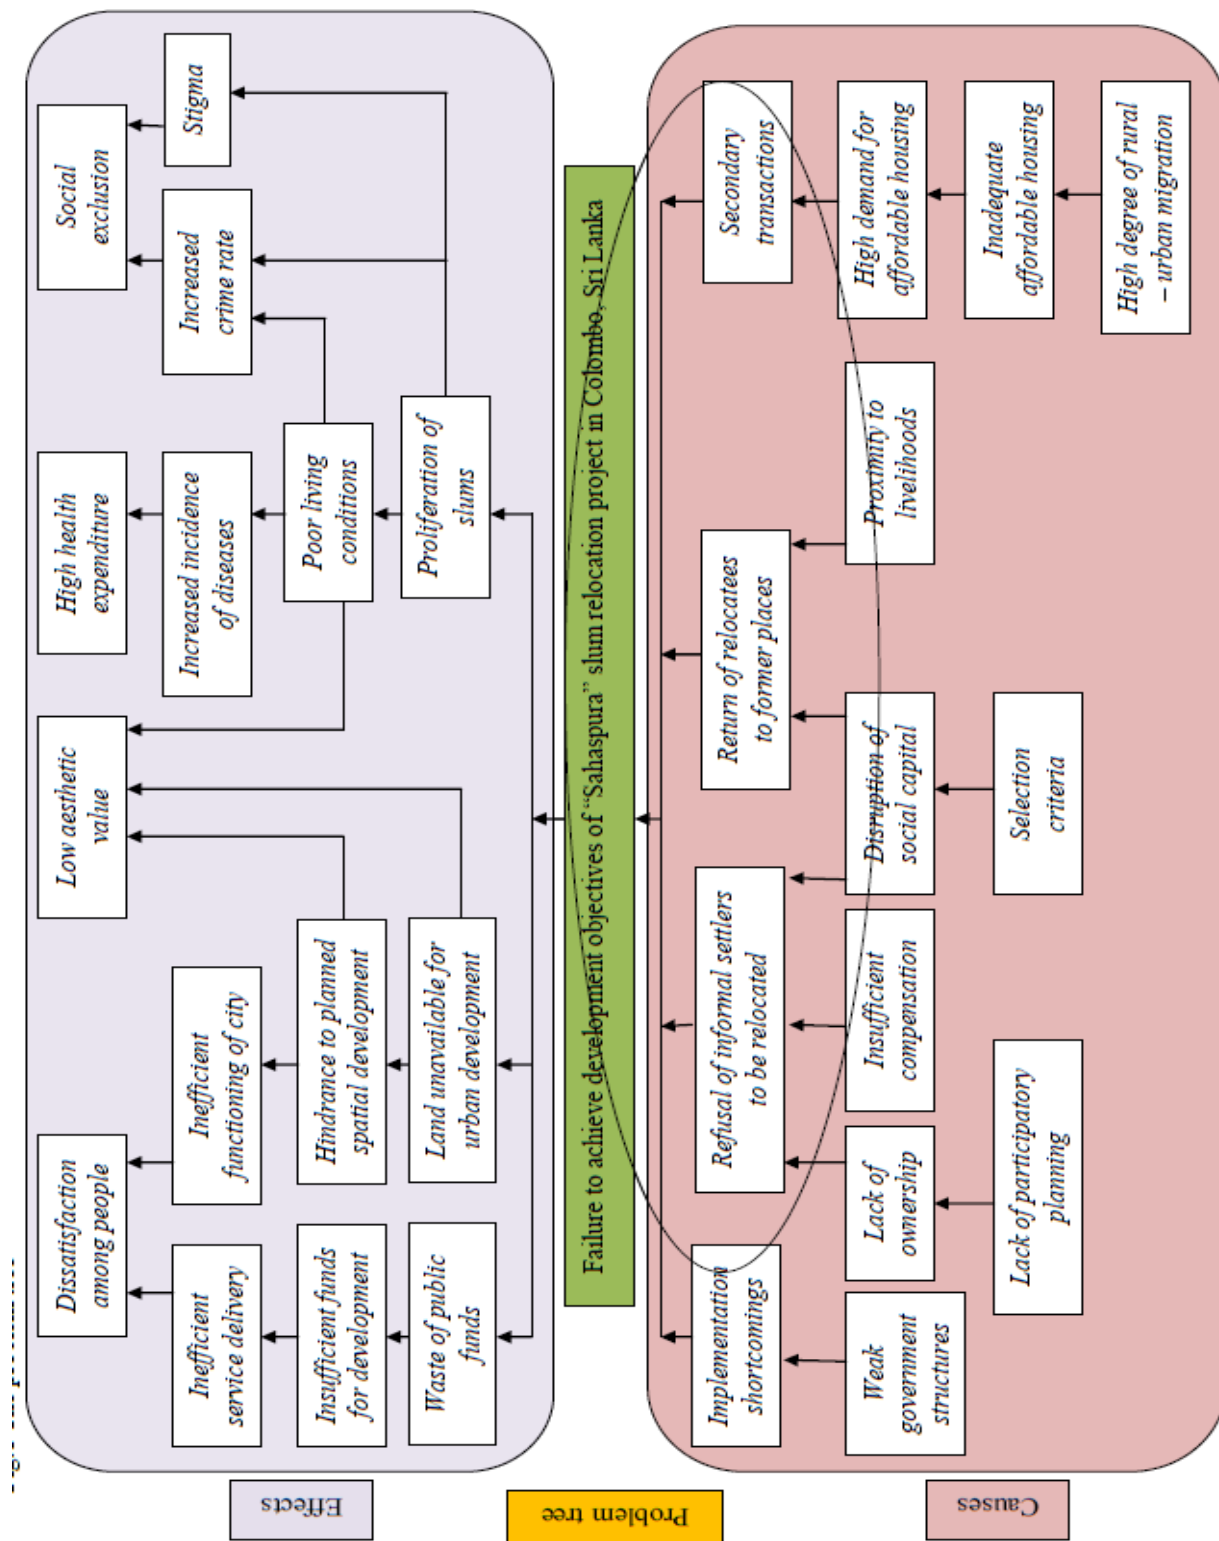 Effects
Dissatisfaction
among people
Low aesthetic
value
High health
expenditure
Social
exclusion
Inefficient
service delivery
Inefficient
functioning of city
Increased incidence
of diseases
Increased
crime rate
Stigma
Insufficient funds
for development
Hindrance to planned
spatial development
Poor living
conditions
Waste of public
funds
Land unavailable for
urban development
Proliferation of
slums
Problem tree
Failure to achieve development objectives of “Sahaspura” slum relocation project in Colombo, Sri Lanka
Causes
Implementation
shortcomings
Refusal of informal settlers
to be relocated
Return of relocatees
to former places
Secondary
transactions
Weak
government
structures
Lack of
ownership
Insufficient
compensation
Disruption of
social capital
Proximity to
livelihoods
High demand for
affordable housing
Lack of participatory
planning
Selection
criteria
Inadequate
affordable housing
High degree of rural
– urban migration